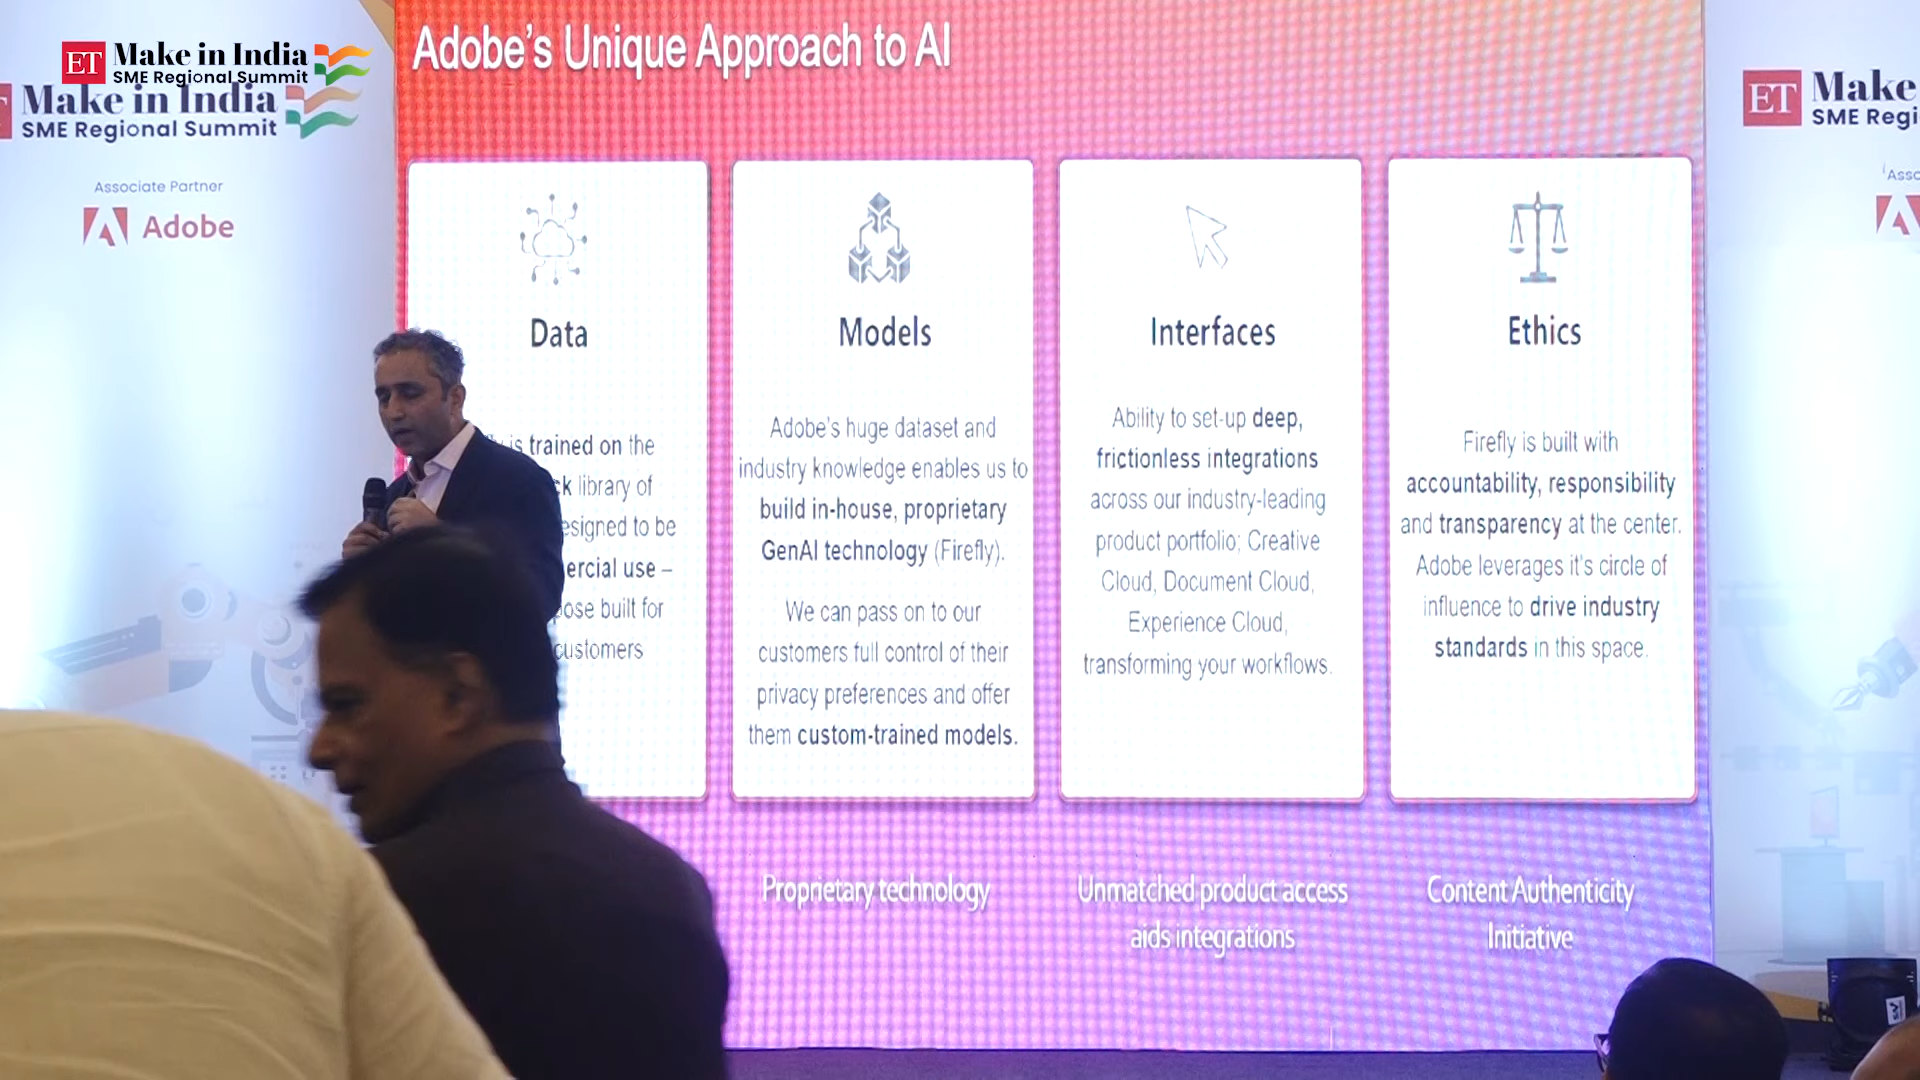 ET Make in India
SME Regional Summit
Make in India
SME Regional Summit
Associate Partner
Adobe
Adobe's Unique Approach to AI
Data
is trained on the
library of
to be
use –
built for
customers
Models
Adobe's huge dataset and
industry knowledge enables us to
build in-house, proprietary
GenAI technology (Firefly).
We can pass on to our
customers full control of their
privacy preferences and offer
them custom-trained models.
Proprietary technology
Interfaces
Ability to set-up deep,
frictionless integrations
across our industry-leading
product portfolio; Creative
Cloud, Document Cloud,
Experience Cloud,
transforming your workflows.
Unmatched product access
aids integrations
Ethics
Firefly is built with
accountability, responsibility
and transparency at the center.
Adobe leverages it's circle of
influence to drive industry
standards in this space.
Content Authenticity
Initiative
ET Make
SME